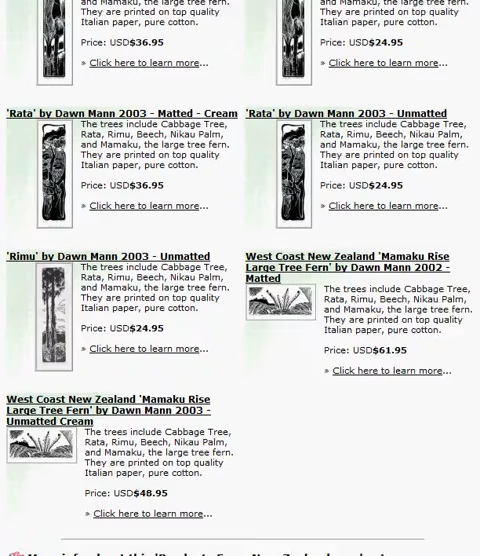 and Mamaku, the large tree fern.
They are printed on top quality
Italian paper, pure cotton.
Price: USD$36.95
» Click here to learn more...
and Mamaku, the large tree fern.
They are printed on top quality
Italian paper, pure cotton.
Price: USD$24.95
» Click here to learn more...
'Rata' by Dawn Mann 2003 - Matted - Cream
The trees include Cabbage Tree,
Rata, Rimu, Beech, Nikau Palm,
and Mamaku, the large tree fern.
They are printed on top quality
Italian paper, pure cotton.
Price: USD$36.95
» Click here to learn more...
'Rata' by Dawn Mann 2003 - Unmatted
The trees include Cabbage Tree,
Rata, Rimu, Beech, Nikau Palm,
and Mamaku, the large tree fern.
They are printed on top quality
Italian paper, pure cotton.
Price: USD$24.95
» Click here to learn more...
'Rimu' by Dawn Mann 2003 - Unmatted
The trees include Cabbage Tree,
Rata, Rimu, Beech, Nikau Palm,
and Mamaku, the large tree fern.
They are printed on top quality
Italian paper, pure cotton.
Price: USD$24.95
» Click here to learn more...
West Coast New Zealand 'Mamaku Rise
Large Tree Fern' by Dawn Mann 2002 -
Matted
The trees include Cabbage Tree,
Rata, Rimu, Beech, Nikau Palm,
and Mamaku, the large tree fern.
They are printed on top quality
Italian paper, pure cotton.
Price: USD$61.95
» Click here to learn more...
West Coast New Zealand 'Mamaku Rise
Large Tree Fern' by Dawn Mann 2003 -
Unmatted Cream
The trees include Cabbage Tree,
Rata, Rimu, Beech, Nikau Palm,
and Mamaku, the large tree fern.
They are printed on top quality
Italian paper, pure cotton.
Price: USD$48.95
» Click here to learn more...